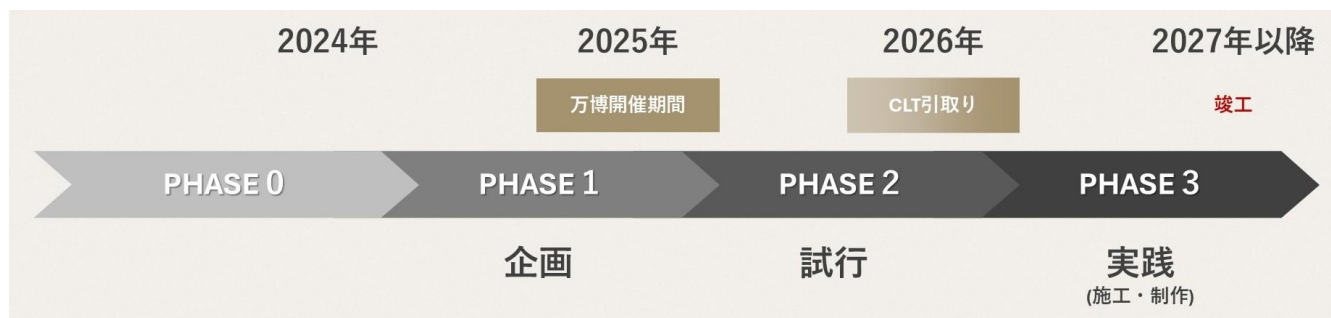 2024年
2025年
2026年
2027年以降
万博開催期間
CLT引取り
竣工
PHASE 0
PHASE 1
PHASE 2
PHASE 3
企画
試行
実践
(施工・制作)